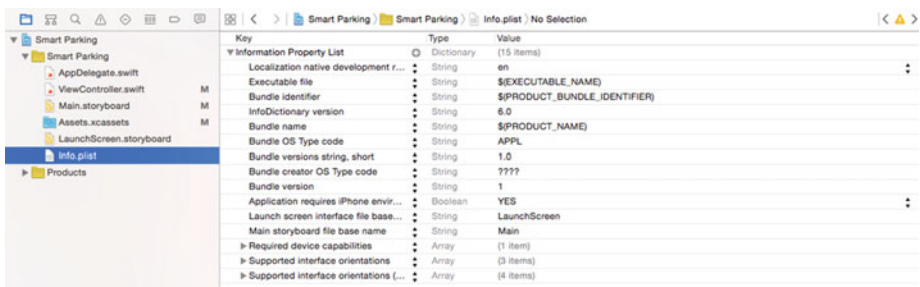 Smart Parking Smart Parking Info.plist No Selection
Smart Parking
Smart Parking
AppDelegate.swift
ViewController.swift M
Main.storyboard M
Assets.xcassets M
LaunchScreen.storyboard
Info.plist
Products
Key Type Value
Information Property List Dictionary (15 items)
Localization native development r... String en
Executable file String $(EXECUTABLE_NAME)
Bundle identifier String $(PRODUCT_BUNDLE_IDENTIFIER)
InfoDictionary version String 6.0
Bundle name String $(PRODUCT_NAME)
Bundle OS Type code String APPL
Bundle versions string, short String 1.0
Bundle creator OS Type code String ????
Bundle version String 1
Application requires iPhone envir... Boolean YES
Launch screen interface file base... String LaunchScreen
Main storyboard file base name String Main
Required device capabilities Array (1 item)
Supported interface orientations Array (3 items)
Supported interface orientations (... Array (4 items)